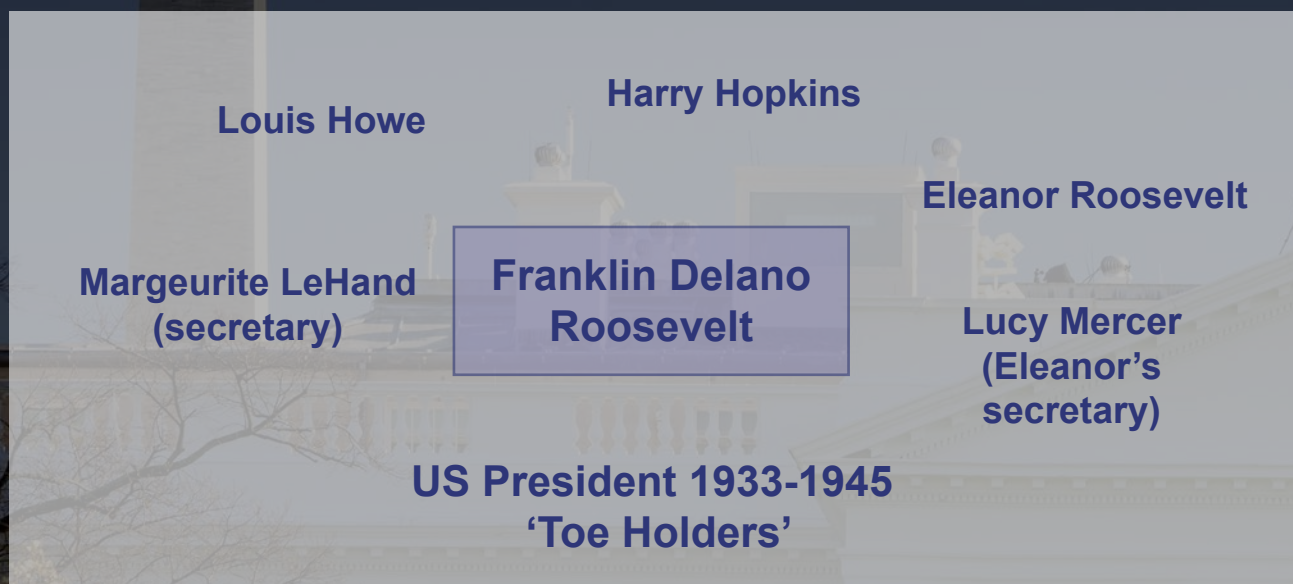 Harry Hopkins
Louis Howe
Eleanor Roosevelt
Margeurite LeHand
(secretary)
Franklin Delano
Roosevelt
Lucy Mercer
(Eleanor’s
secretary)
US President 1933-1945
‘Toe Holders’